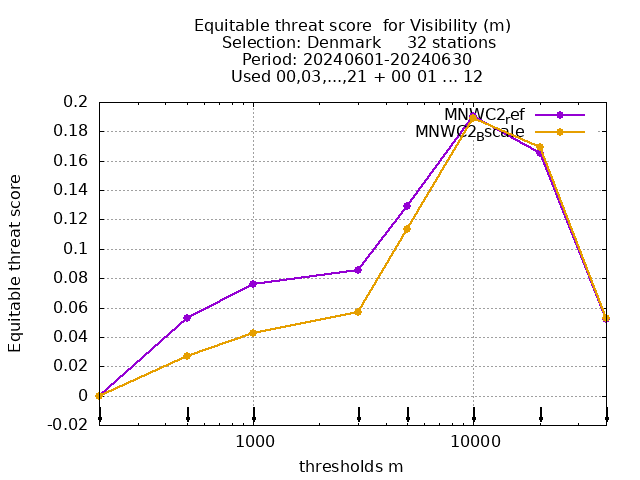 Equitable threat score  for Visibility (m)
Selection: Denmark     32 stations
Period: 20240601-20240630
Used 00,03,...,21 + 00 01 ... 12
MNWC2ref
MNWC2Bscale
0.2
0.18
0.16
0.14
0.12
0.1
0.08
0.06
0.04
0.02
0
-0.02
Equitable threat score
1000
10000
thresholds m